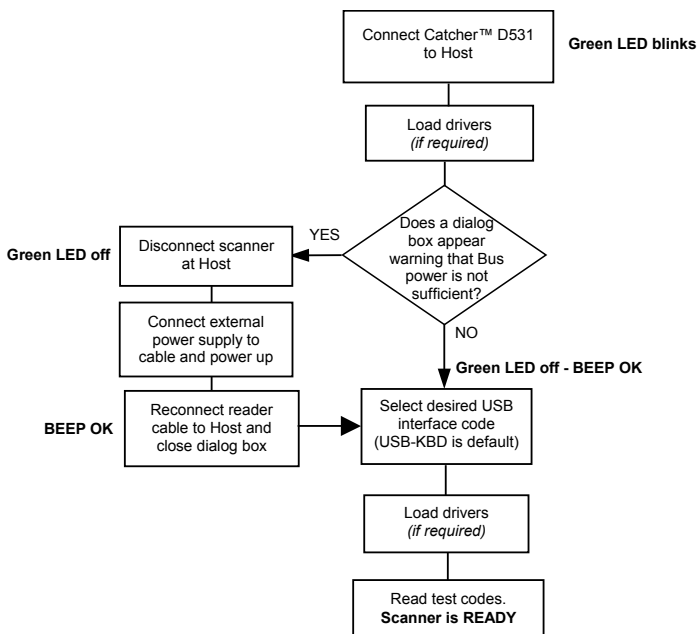 Connect Catcher™ D531
to Host
Green LED blinks
Load drivers
(if required)
Does a dialog
box appear
warning that Bus
power is not
sufficient?
YES
Green LED off
Disconnect scanner
at Host
Connect external
power supply to
cable and power up
BEEP OK
Reconnect reader
cable to Host and
close dialog box
NO
Green LED off - BEEP OK
Select desired USB
interface code
(USB-KBD is default)
Load drivers
(if required)
Read test codes.
Scanner is READY